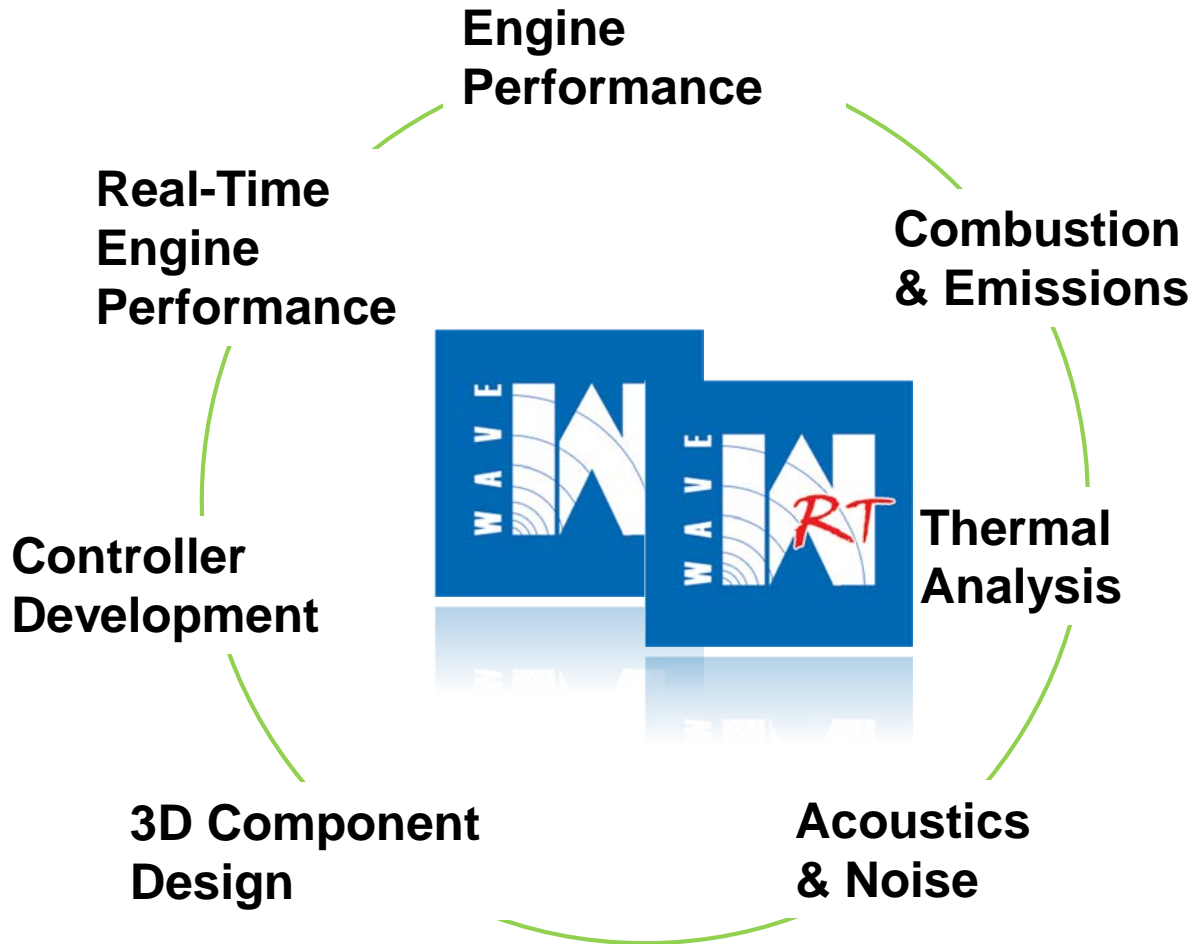 Engine
Performance
Real-Time
Engine
Performance
Combustion
& Emissions
WAVE
W
WAVE
W
RT
Controller
Development
Thermal
Analysis
3D Component
Design
Acoustics
& Noise